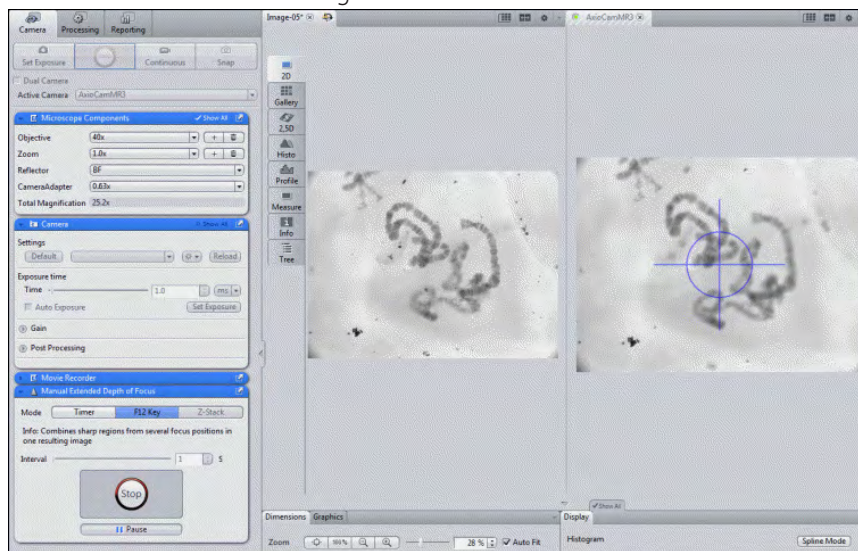 Camera Processing Reporting
Set Exposure Continuous Snap
Dual Camera
Active Camera AxioCamMR3
Microscope Components Show All
Objective 40x
Zoom 1.0x
Reflector BF
CameraAdapter 0.63x
Total Magnification 25.2x
Camera Show All
Settings
Default Reload
Exposure time
Time 1.0 ms
Auto Exposure Set Exposure
Gain
Post Processing
Movie Recorder
Manual Extended Depth of Focus
Mode Timer F12 Key Z-Stack
Info: Combines sharp regions from several focus positions in
one resulting image
Interval 1 S
Stop
Pause
Image-05*
2D
Gallery
2,5D
Histo
Profile
Measure
Info
Tree
Dimensions Graphics
Zoom 100% 28 % Auto Fit
AxioCamMR3
Show All
Display
Histogram Spline Mode